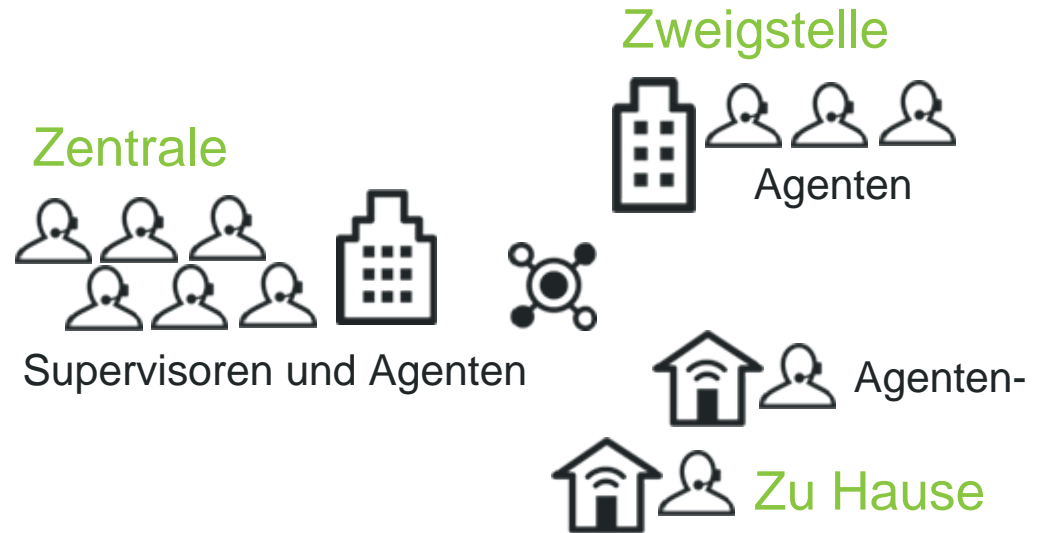 Zweigstelle
Zentrale
Agenten
Supervisoren und Agenten
Agenten-
Zu Hause